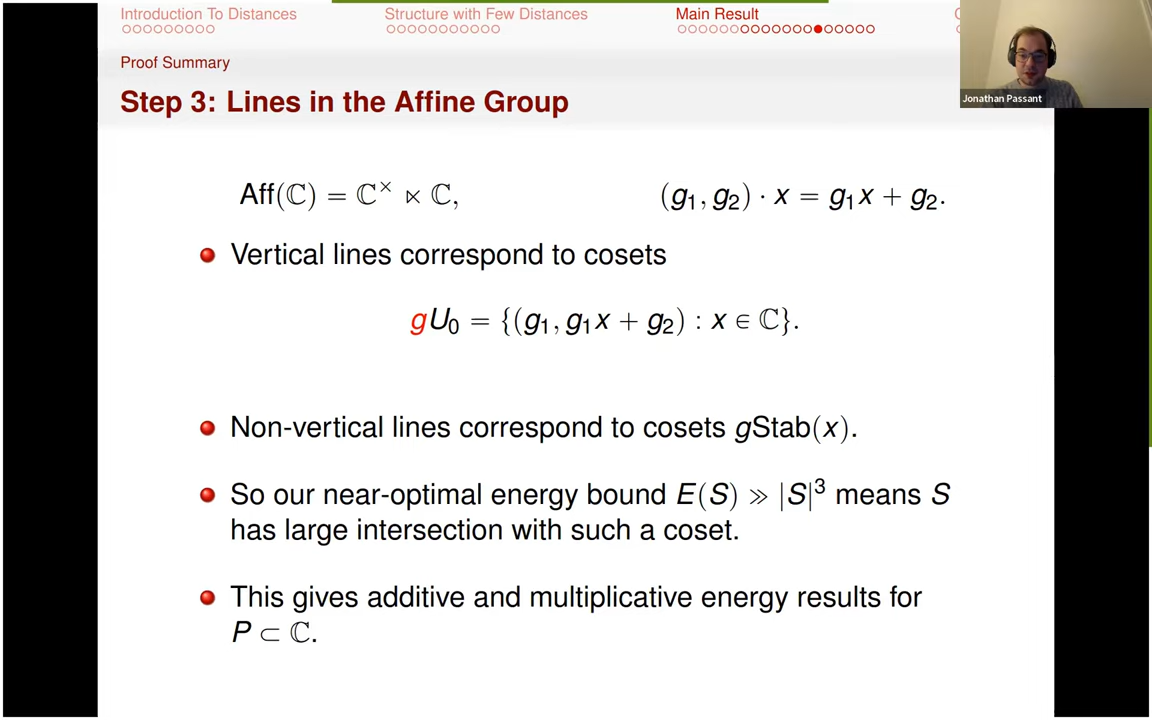 Introduction To Distances
Structure with Few Distances
Main Result
Jonathan Passant
Proof Summary
Step 3: Lines in the Affine Group
Aff(ℂ) = ℂ× ⋉ ℂ, (g₁, g₂) · x = g₁x + g₂.
Vertical lines correspond to cosets
gU₀ = {(g₁, g₁x + g₂) : x ∈ ℂ}.
Non-vertical lines correspond to cosets gStab(x).
So our near-optimal energy bound E(S) ≫ |S|³ means S
has large intersection with such a coset.
This gives additive and multiplicative energy results for
P ⊂ ℂ.